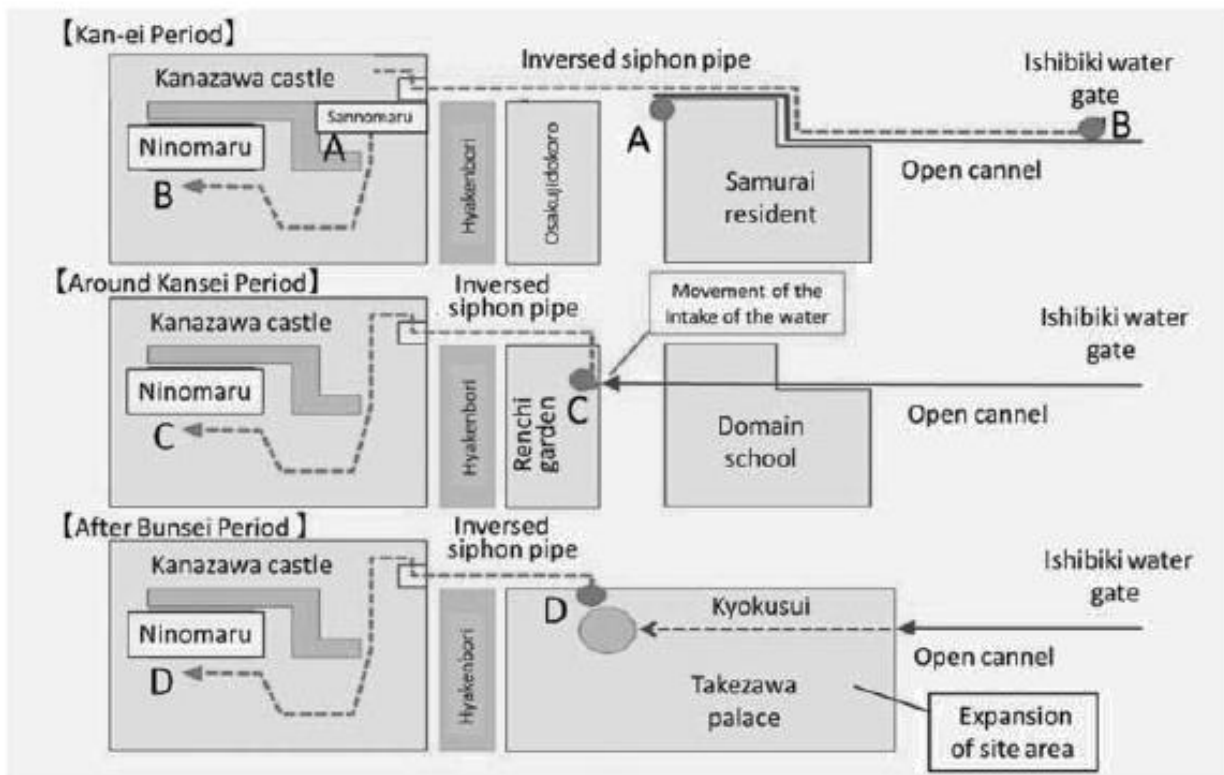 【Kan-ei Period】
Kanazawa castle
Sannomaru
Ninomaru
A
B
Hyakenbori
Osakujidokoro
Inversed siphon pipe
A
Samurai
resident
Ishibiki water
gate
B
Open cannel
【Around Kansei Period】
Kanazawa castle
Ninomaru
C
Inversed
siphon pipe
Hyakenbori
Renchi
garden
C
Movement of the
intake of the water
Domain
school
Ishibiki water
gate
Open cannel
【After Bunsei Period 】
Kanazawa castle
Ninomaru
D
Inversed
siphon pipe
Hyakenbori
D
Kyokusui
Takezawa
palace
Ishibiki water
gate
Open cannel
Expansion
of site area